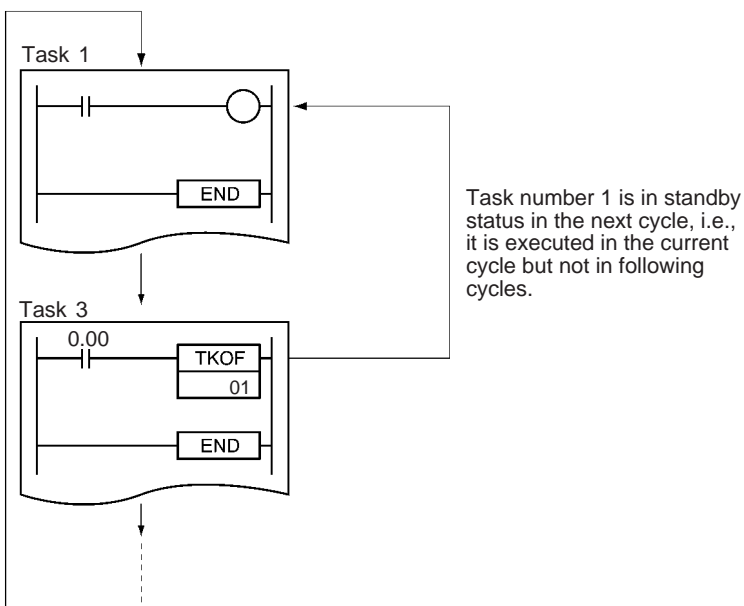 Task 1
END
Task number 1 is in standby
status in the next cycle, i.e.,
it is executed in the current
cycle but not in following
cycles.
Task 3
0.00
TKOF
01
END